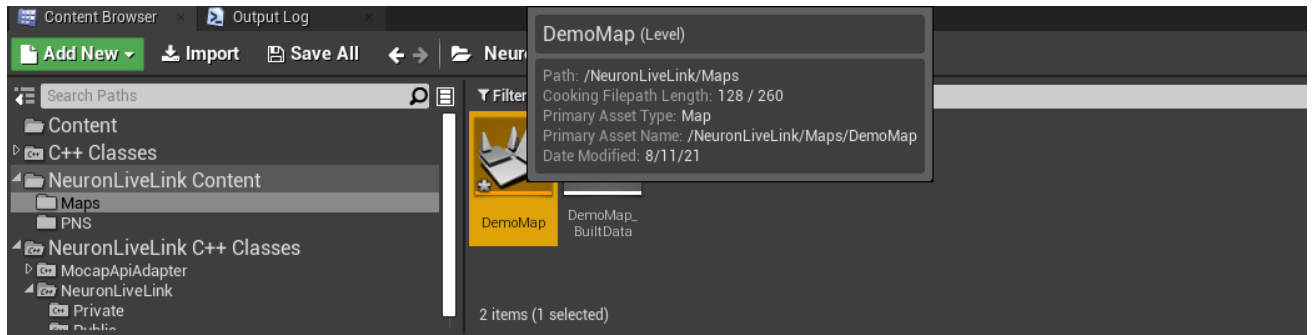 Content Browser
Output Log
Add New
Import
Save All
Neur
DemoMap (Level)
Path: /NeuronLiveLink/Maps
Cooking Filepath Length: 128 / 260
Primary Asset Type: Map
Primary Asset Name: /NeuronLiveLink/Maps/DemoMap
Date Modified: 8/11/21
Search Paths
Filter
Content
C++ Classes
NeuronLiveLink Content
Maps
PNS
NeuronLiveLink C++ Classes
MocapApiAdapter
NeuronLiveLink
Private
Public
DemoMap
DemoMap_
BuiltData
2 items (1 selected)